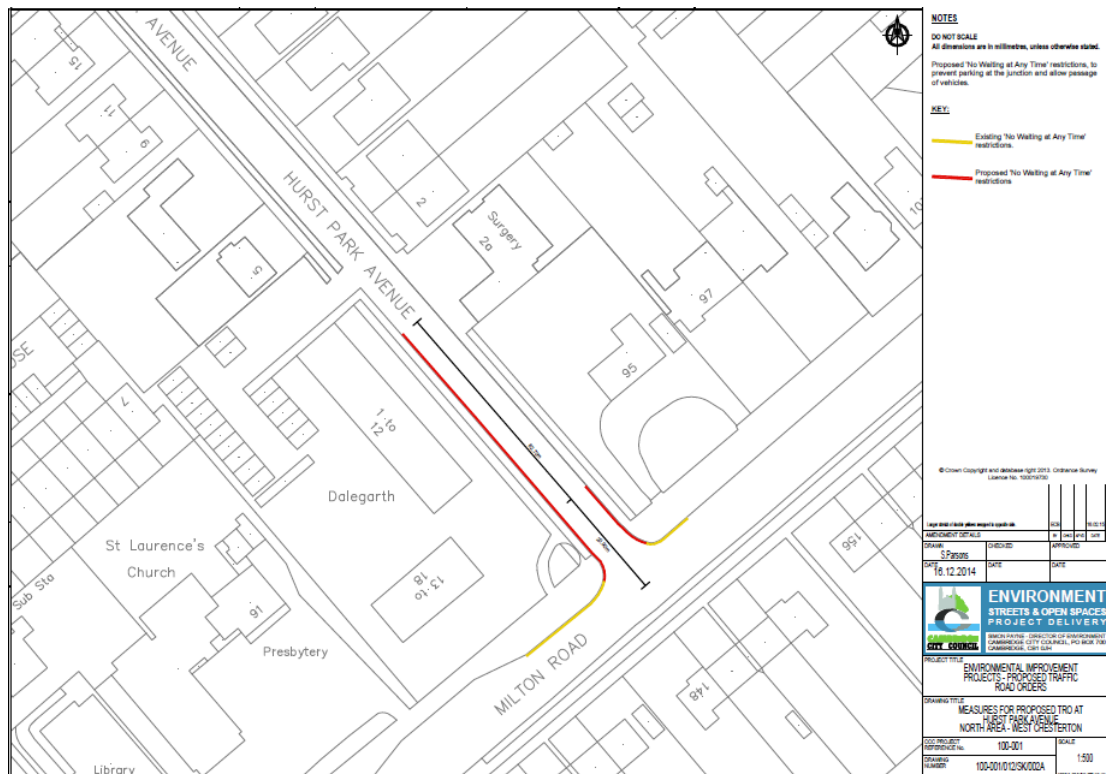 AVENUE
15
11
9
HURST PARK AVENUE
2
Surgery
2a
5
10
97
95
OSE
7
1 to
12
Dalegarth
St Laurence's
Church
Sub Sta
13 to
18
91
Presbytery
MILTON ROAD
156
148
Library
NOTES
DO NOT SCALE
All dimensions are in millimetres, unless otherwise stated.
Proposed 'No Waiting at Any Time' restrictions, to
prevent parking at the junction and allow passage
of vehicles.
KEY:
Existing 'No Waiting at Any Time'
restrictions.
Proposed 'No Waiting at Any Time'
restrictions
© Crown Copyright and database right 2013. Ordnance Survey
Licence No. 100019730
AMENDMENT DETAILS BY CHKD APVD DATE
DRAWN CHECKED APPROVED
S.Parsons
DATE DATE DATE
16.12.2014
ENVIRONMENT
STREETS & OPEN SPACES
PROJECT DELIVERY
SIMON PAYNE - DIRECTOR OF ENVIRONMENT
CAMBRIDGE CITY COUNCIL, PO BOX 700
CAMBRIDGE, CB1 0JH
CAMBRIDGE
CITY COUNCIL
PROJECT TITLE
ENVIRONMENTAL IMPROVEMENT
PROJECTS - PROPOSED TRAFFIC
ROAD ORDERS
DRAWING TITLE
MEASURES FOR PROPOSED TRO AT
HURST PARK AVENUE
NORTH AREA - WEST CHESTERTON
CCC PROJECT
REFERENCE No. 100-001
SCALE
1:500
DRAWING
NUMBER 100-001/012/SK/002A